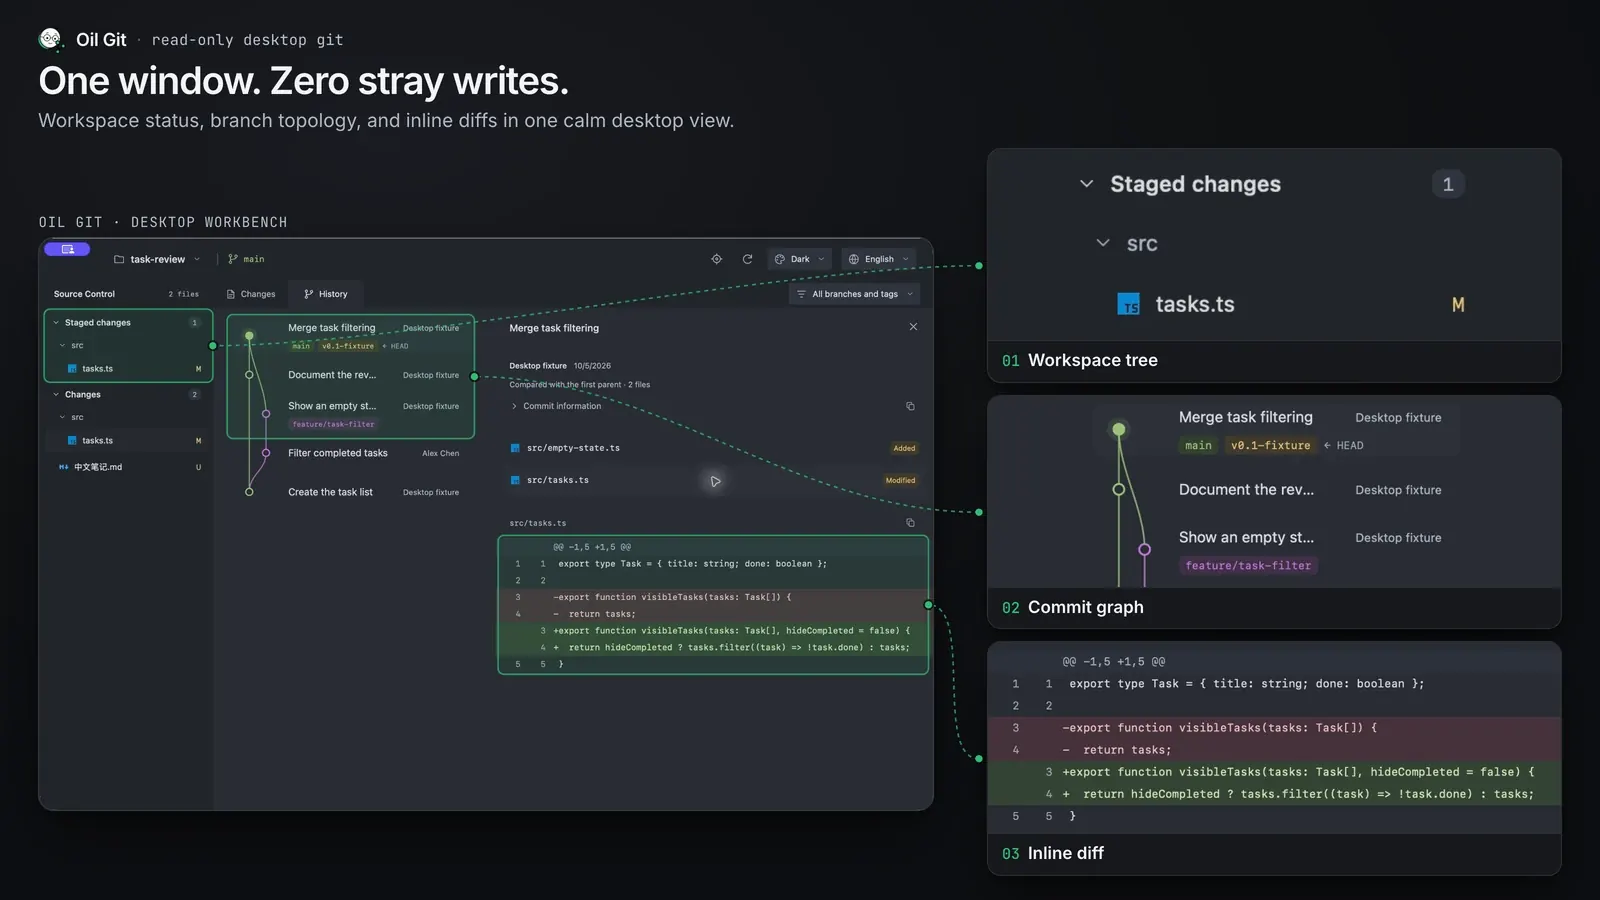 Oil Git · read-only desktop git
One window. Zero stray writes.
Workspace status, branch topology, and inline diffs in one calm desktop view.
OIL GIT · DESKTOP WORKBENCH
task-review
main
Dark
English
Source Control 2 files
Changes
History
All branches and tags
Staged changes 1
src
tasks.ts M
Changes 2
src
tasks.ts M
中文笔记.md U
Merge task filtering Desktop fixture
main v0.1-fixture ← HEAD
Document the rev... Desktop fixture
Show an empty st... Desktop fixture
feature/task-filter
Filter completed tasks Alex Chen
Create the task list Desktop fixture
Merge task filtering
Desktop fixture 10/5/2026
Compared with the first parent · 2 files
Commit information
src/empty-state.ts Added
src/tasks.ts Modified
src/tasks.ts
@@ -1,5 +1,5 @@
1 1 export type Task = { title: string; done: boolean };
2 2
3 -export function visibleTasks(tasks: Task[]) {
4 - return tasks;
3 +export function visibleTasks(tasks: Task[], hideCompleted = false) {
4 + return hideCompleted ? tasks.filter((task) => !task.done) : tasks;
5 5 }
Staged changes 1
src
TS tasks.ts M
01 Workspace tree
Merge task filtering Desktop fixture
main v0.1-fixture ← HEAD
Document the rev... Desktop fixture
Show an empty st... Desktop fixture
feature/task-filter
02 Commit graph
@@ -1,5 +1,5 @@
1 1 export type Task = { title: string; done: boolean };
2 2
3 -export function visibleTasks(tasks: Task[]) {
4 - return tasks;
3 +export function visibleTasks(tasks: Task[], hideCompleted = false) {
4 + return hideCompleted ? tasks.filter((task) => !task.done) : tasks;
5 5 }
03 Inline diff